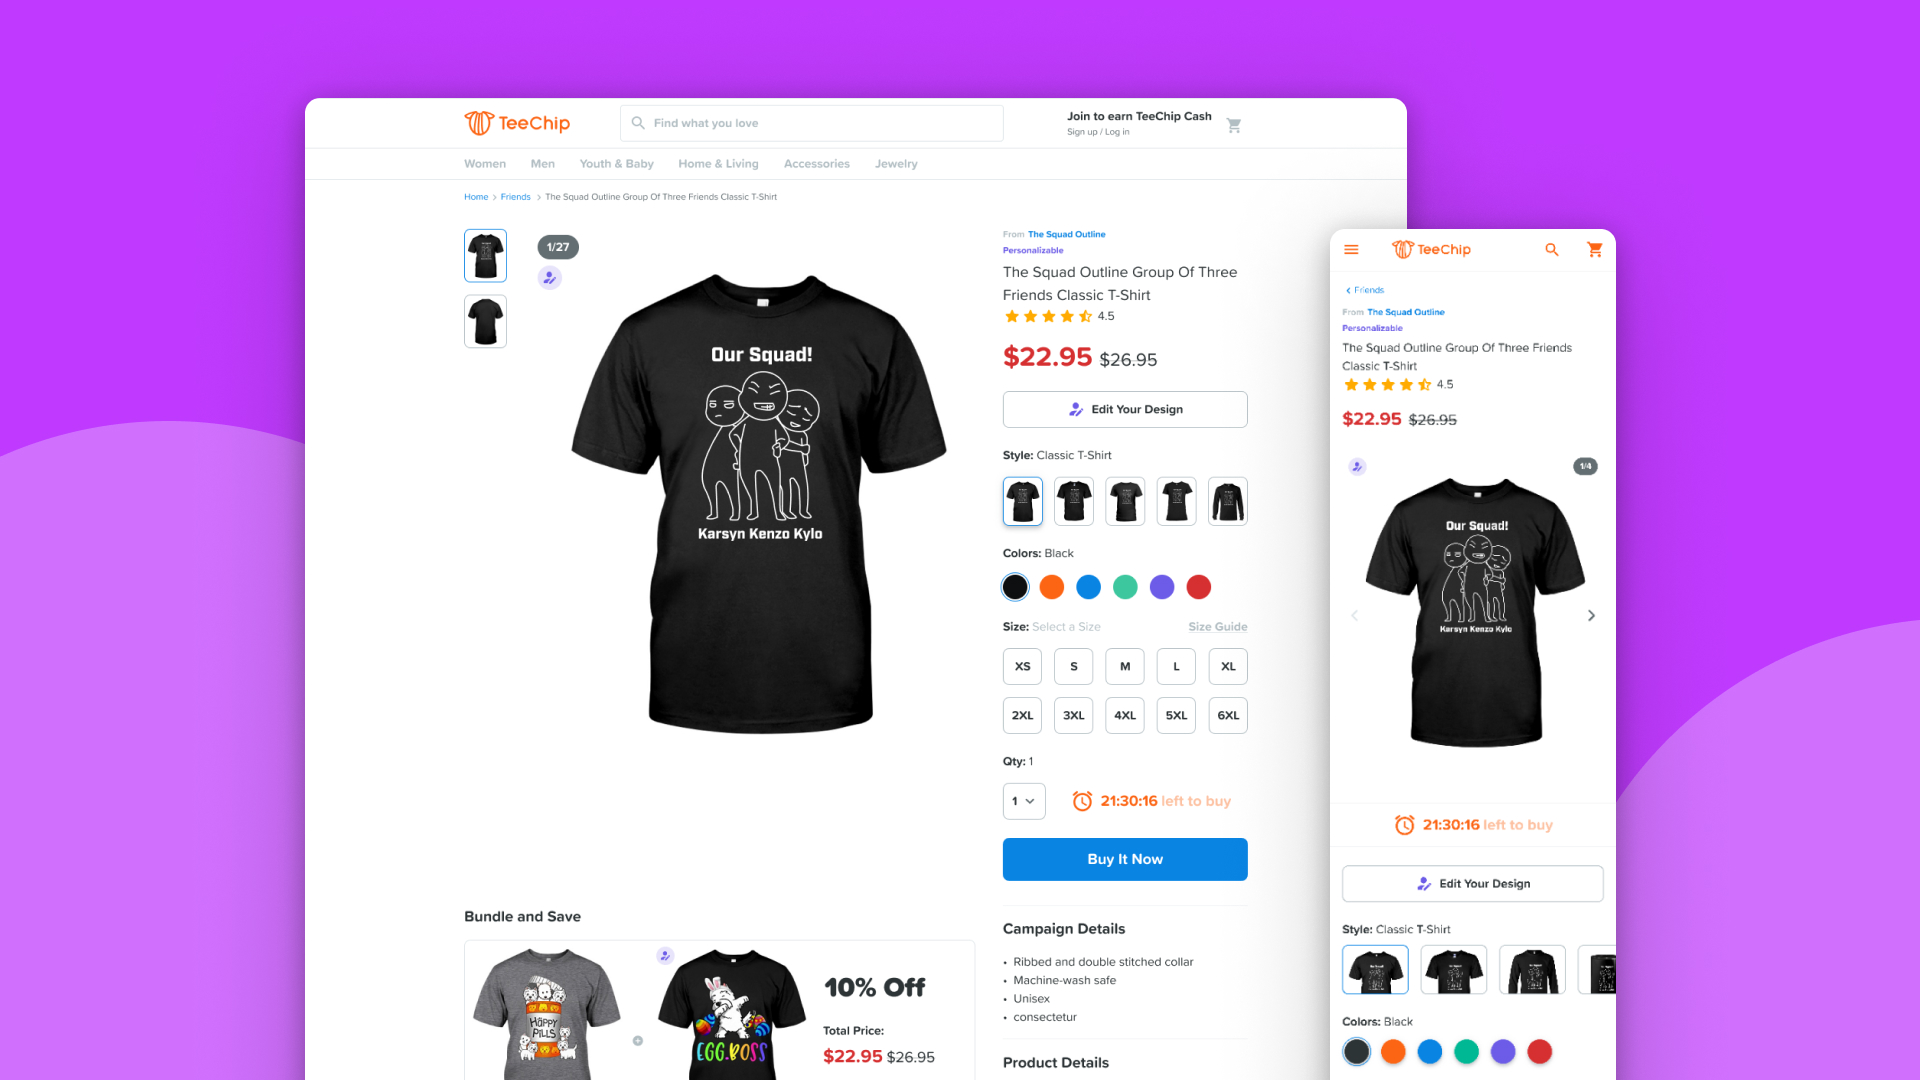 TeeChip
Find what you love
Join to earn TeeChip Cash
Sign up / Log in
Women Men Youth & Baby Home & Living Accessories Jewelry
Home > Friends > The Squad Outline Group Of Three Friends Classic T-Shirt
1/27
Our Squad!
Karsyn Kenzo Kylo
From The Squad Outline
Personalizable
The Squad Outline Group Of Three
Friends Classic T-Shirt
4.5
$22.95 $26.95
Edit Your Design
Style: Classic T-Shirt
Colors: Black
Size: Select a Size Size Guide
XS S M L XL
2XL 3XL 4XL 5XL 6XL
Qty: 1
1 21:30:16 left to buy
Buy It Now
Bundle and Save
HAPPY
PILLS
EGG.BOSS
10% Off
Total Price:
$22.95 $26.95
Campaign Details
• Ribbed and double stitched collar
• Machine-wash safe
• Unisex
• consectetur
Product Details
TeeChip
< Friends
From The Squad Outline
Personalizable
The Squad Outline Group Of Three Friends
Classic T-Shirt
4.5
$22.95 $26.95
1/4
Our Squad!
Karsyn Kenzo Kylo
21:30:16 left to buy
Edit Your Design
Style: Classic T-Shirt
Colors: Black